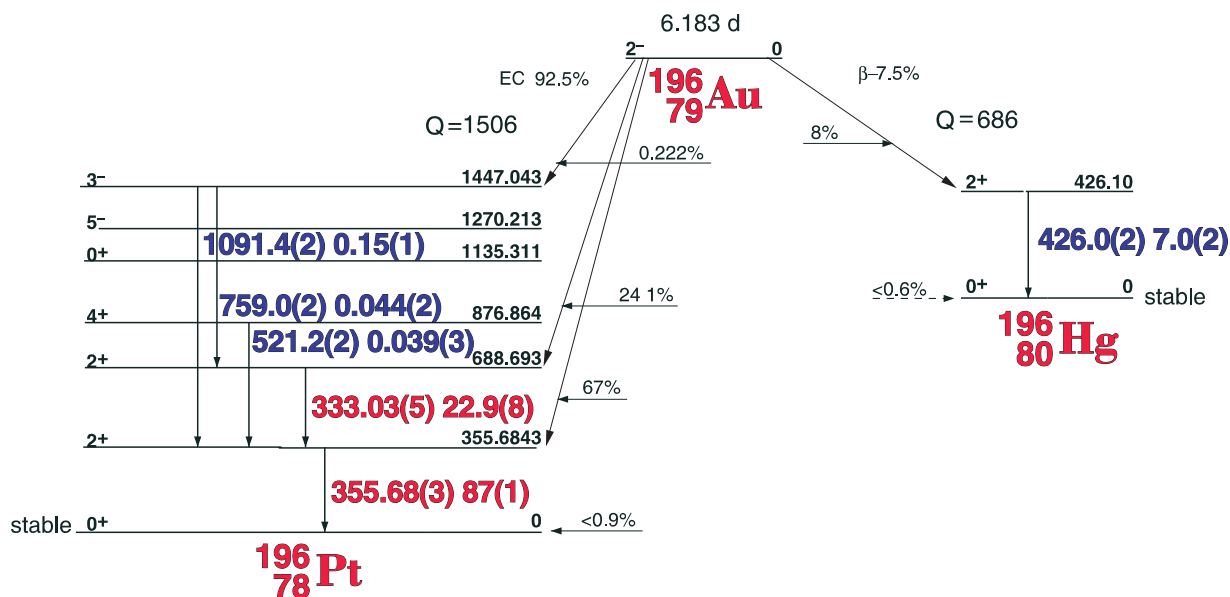 6.183 d
2– 0
196
79 Au
EC 92.5%
β–7.5%
Q=1506
Q=686
8%
0.222%
3– 1447.043
2+ 426.10
5– 1270.213
1091.4(2) 0.15(1)
426.0(2) 7.0(2)
0+ 1135.311
<0.6%
0+ 0 stable
759.0(2) 0.044(2)
24 1%
4+ 876.864
196
80 Hg
521.2(2) 0.039(3)
2+ 688.693
67%
333.03(5) 22.9(8)
2+ 355.6843
355.68(3) 87(1)
stable 0+ 0
<0.9%
196
78 Pt